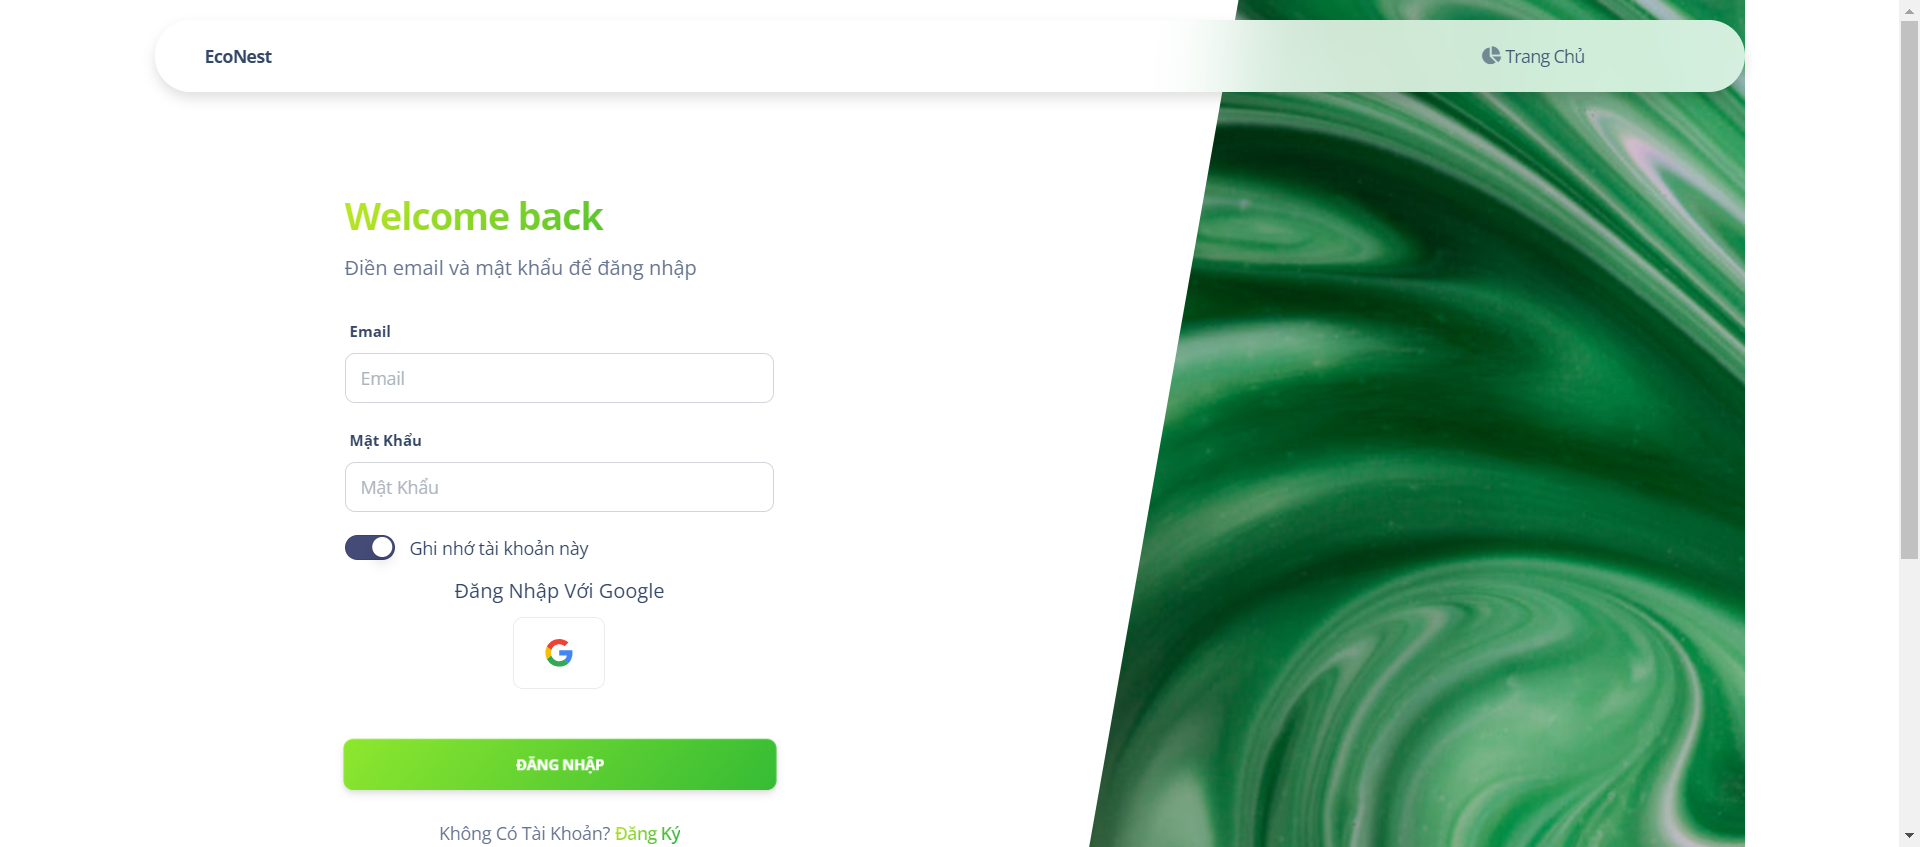 EcoNest
Trang Chủ
Welcome back
Điền email và mật khẩu để đăng nhập
Email
Email
Mật Khẩu
Mật Khẩu
Ghi nhớ tài khoản này
Đăng Nhập Với Google
ĐĂNG NHẬP
Không Có Tài Khoản? Đăng Ký